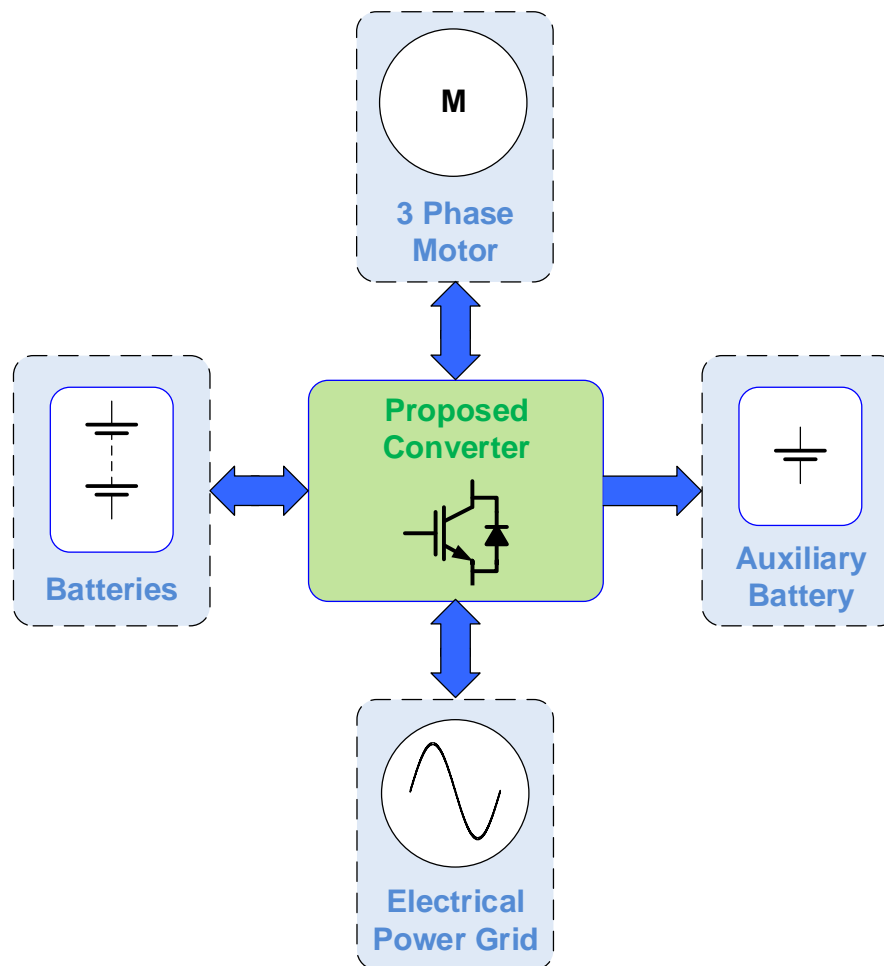 M
3 Phase
Motor
Proposed
Converter
Batteries
Auxiliary
Battery
Electrical
Power Grid